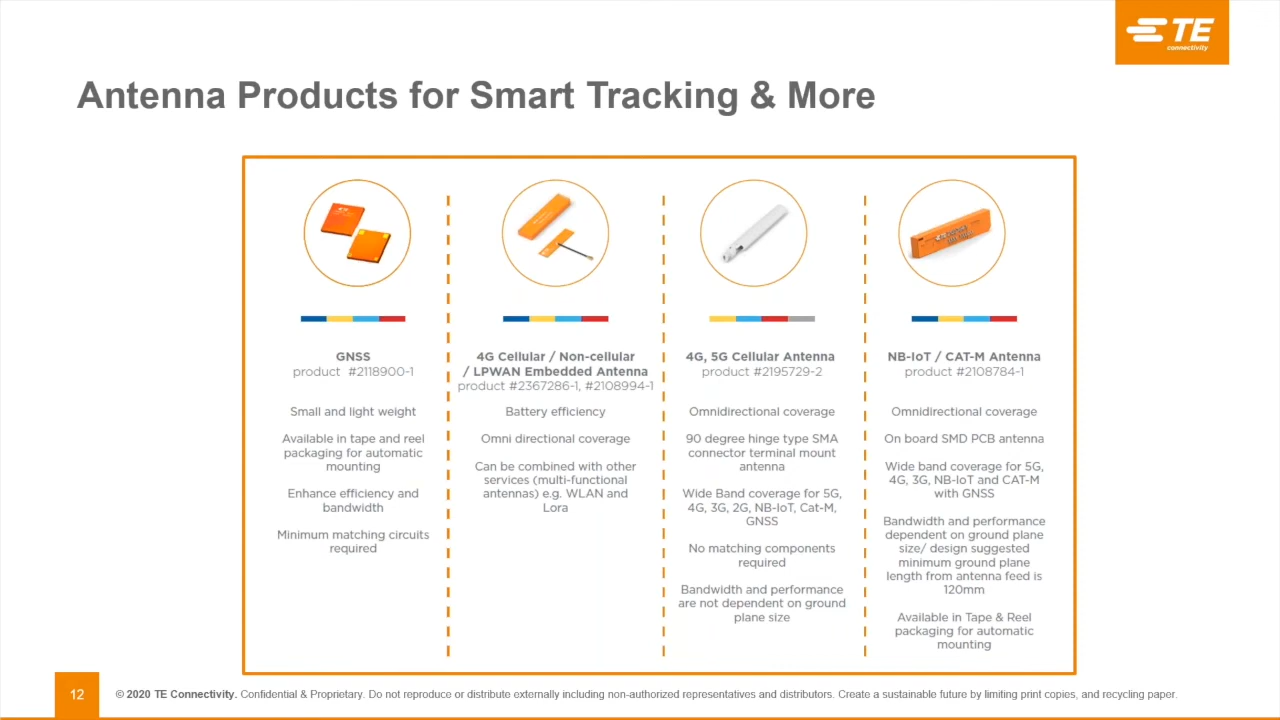 TE
connectivity
Antenna Products for Smart Tracking & More
GNSS
product #2118900-1
Small and light weight
Available in tape and reel
packaging for automatic
mounting
Enhance efficiency and
bandwidth
Minimum matching circuits
required
4G Cellular / Non-cellular
/ LPWAN Embedded Antenna
product #2367286-1, #2108994-1
Battery efficiency
Omni directional coverage
Can be combined with other
services (multi-functional
antennas) e.g. WLAN and
Lora
4G, 5G Cellular Antenna
product #2195729-2
Omnidirectional coverage
90 degree hinge type SMA
connector terminal mount
antenna
Wide Band coverage for 5G,
4G, 3G, 2G, NB-IoT, Cat-M,
GNSS
No matching components
required
Bandwidth and performance
are not dependent on ground
plane size
NB-IoT / CAT-M Antenna
product #2108784-1
Omnidirectional coverage
On board SMD PCB antenna
Wide band coverage for 5G,
4G, 3G, NB-IoT and CAT-M
with GNSS
Bandwidth and performance
dependent on ground plane
size/ design suggested
minimum ground plane
length from antenna feed is
120mm
Available in Tape & Reel
packaging for automatic
mounting
12
© 2020 TE Connectivity. Confidential & Proprietary. Do not reproduce or distribute externally including non-authorized representatives and distributors. Create a sustainable future by limiting print copies, and recycling paper.